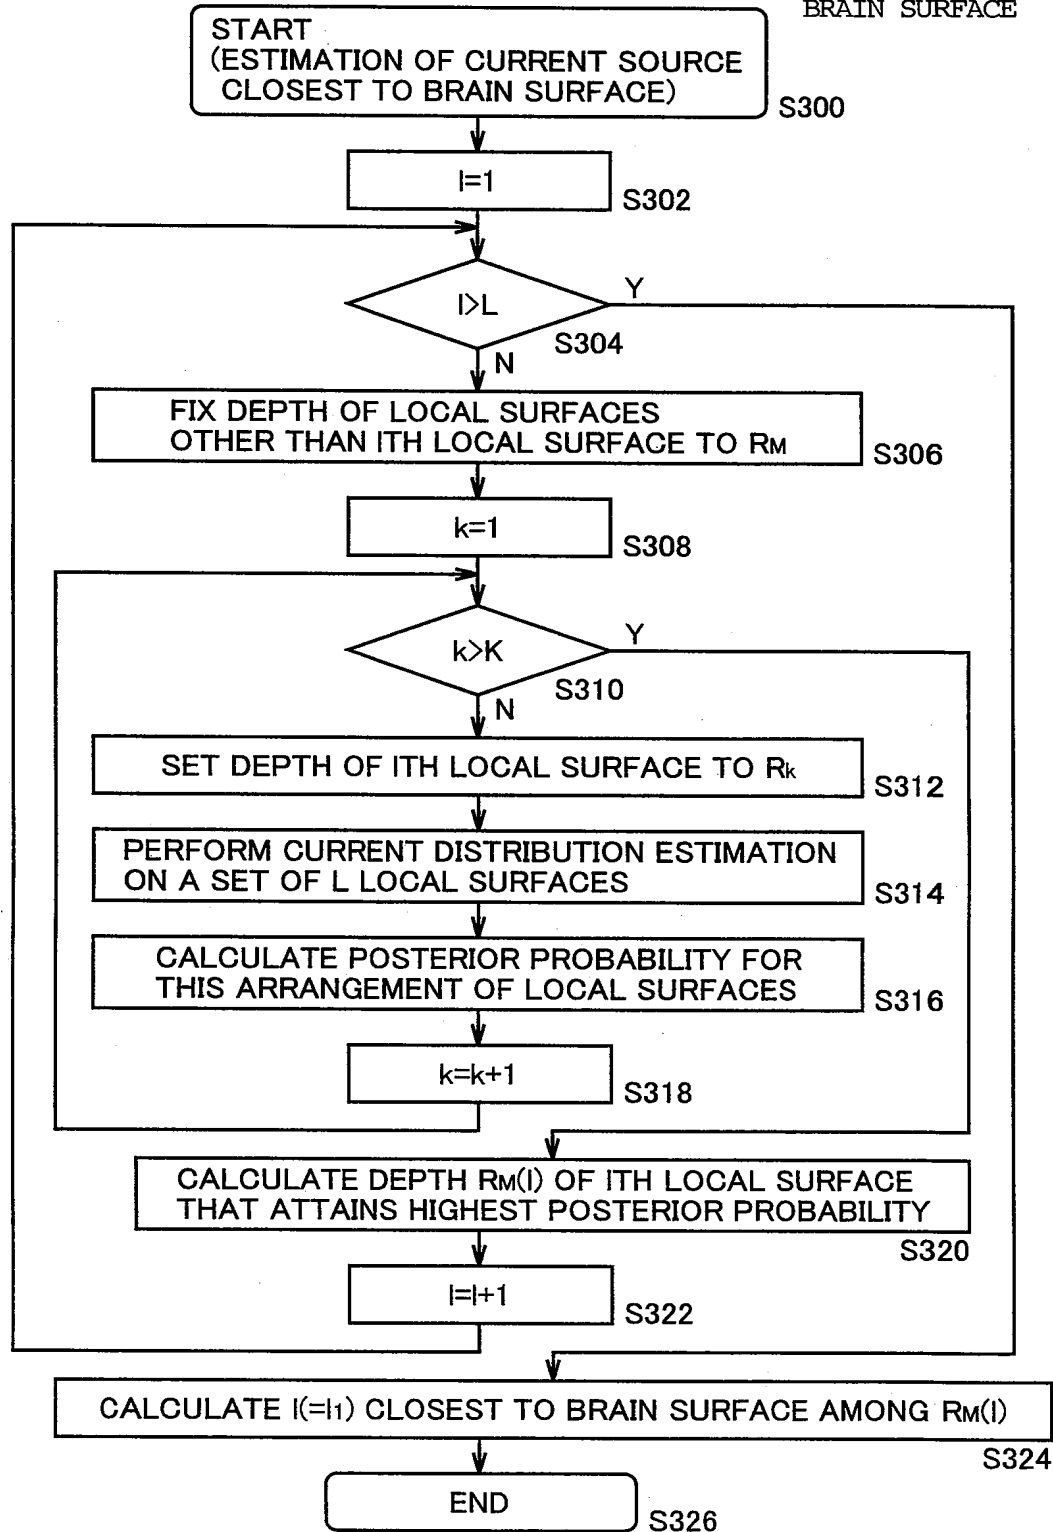 BRAIN SURFACE
START
(ESTIMATION OF CURRENT SOURCE
CLOSEST TO BRAIN SURFACE)
S300
l=1
S302
l>L
Y
S304
N
FIX DEPTH OF LOCAL SURFACES
OTHER THAN lTH LOCAL SURFACE TO RM
S306
k=1
S308
k>K
Y
S310
N
SET DEPTH OF lTH LOCAL SURFACE TO Rk
S312
PERFORM CURRENT DISTRIBUTION ESTIMATION
ON A SET OF L LOCAL SURFACES
S314
CALCULATE POSTERIOR PROBABILITY FOR
THIS ARRANGEMENT OF LOCAL SURFACES
S316
k=k+1
S318
CALCULATE DEPTH RM(l) OF lTH LOCAL SURFACE
THAT ATTAINS HIGHEST POSTERIOR PROBABILITY
S320
l=l+1
S322
CALCULATE l(=l1) CLOSEST TO BRAIN SURFACE AMONG RM(l)
S324
END
S326